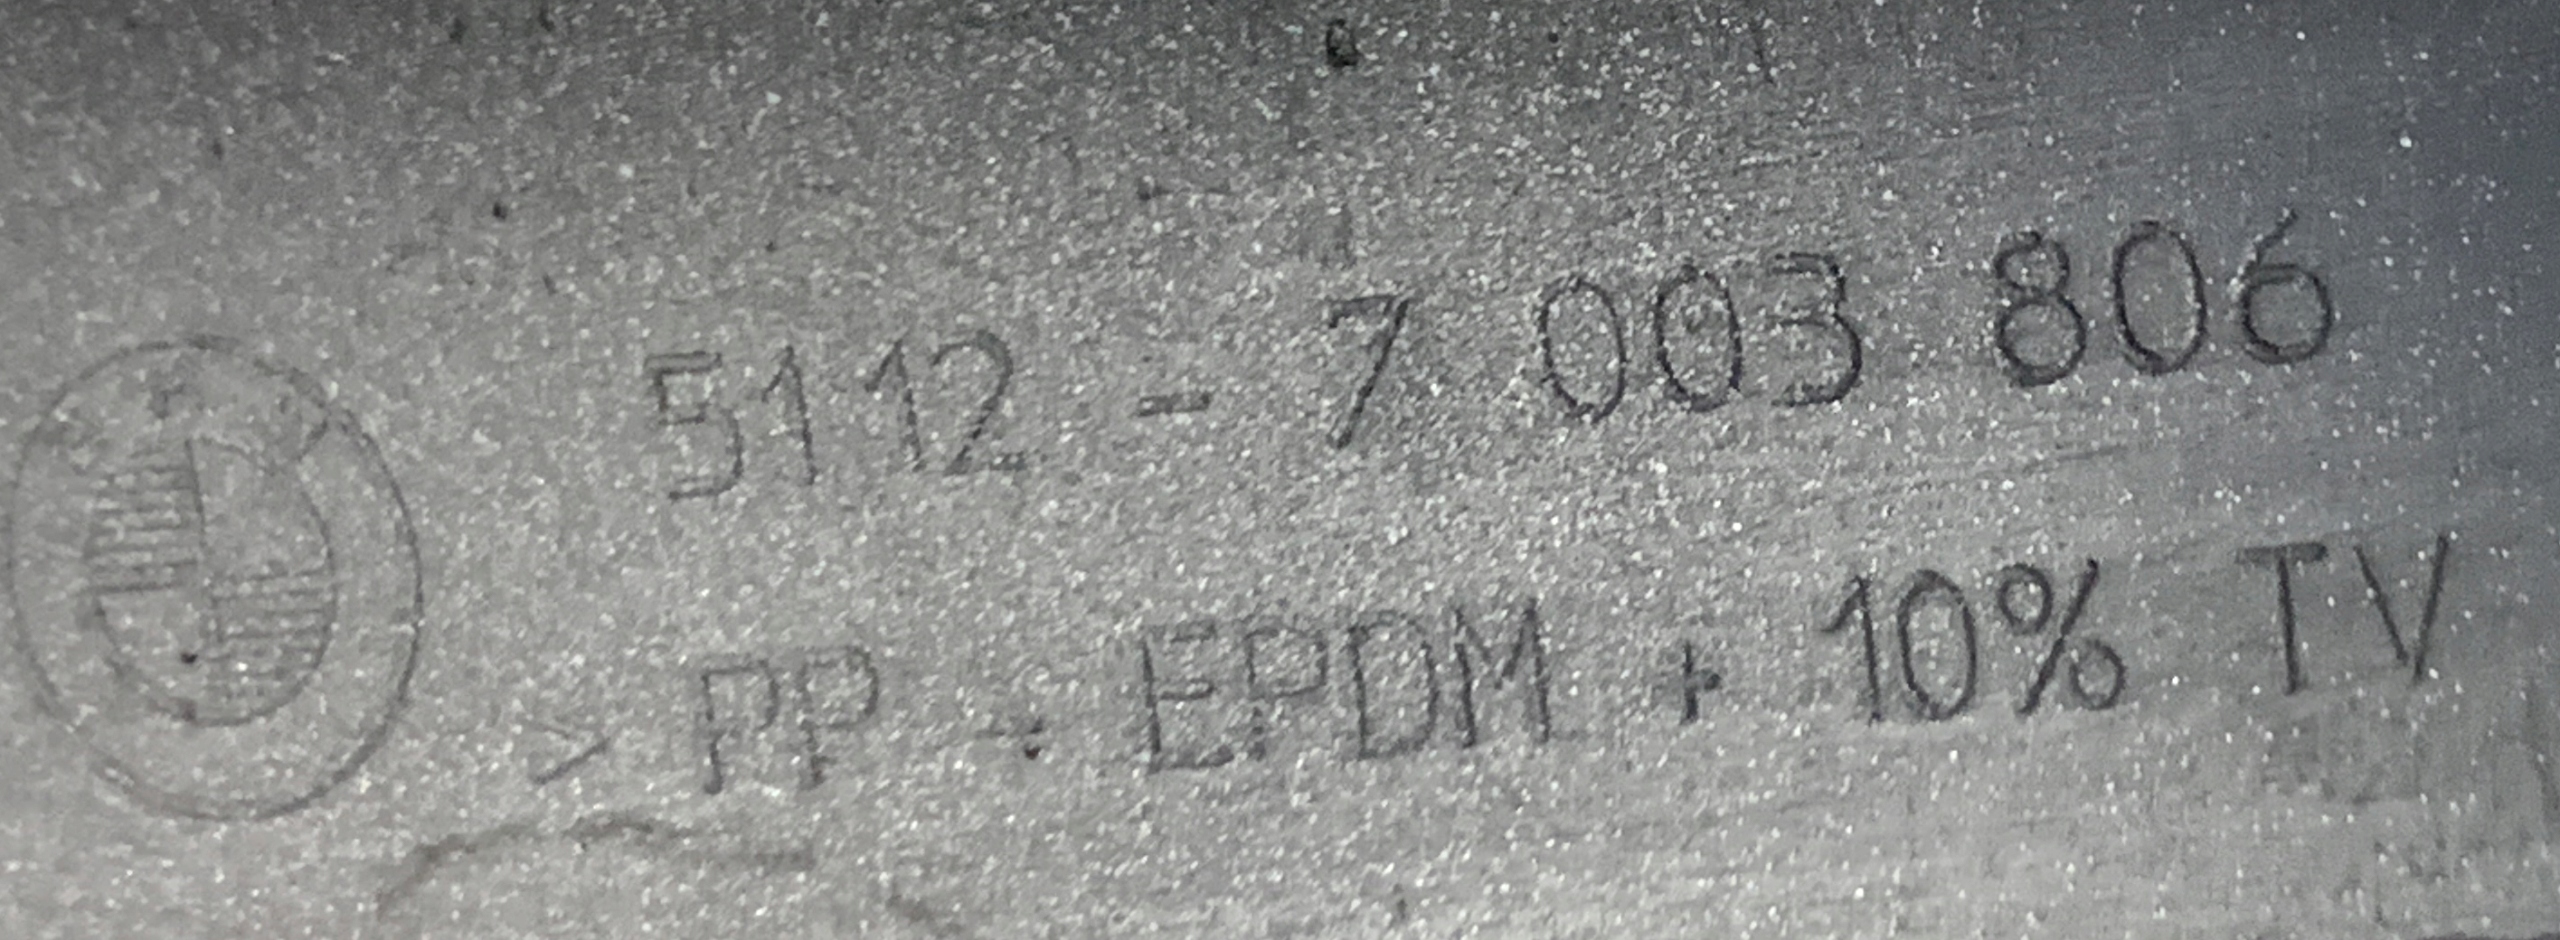 5112 - 7 003 806
> PP + EPDM + 10% TV